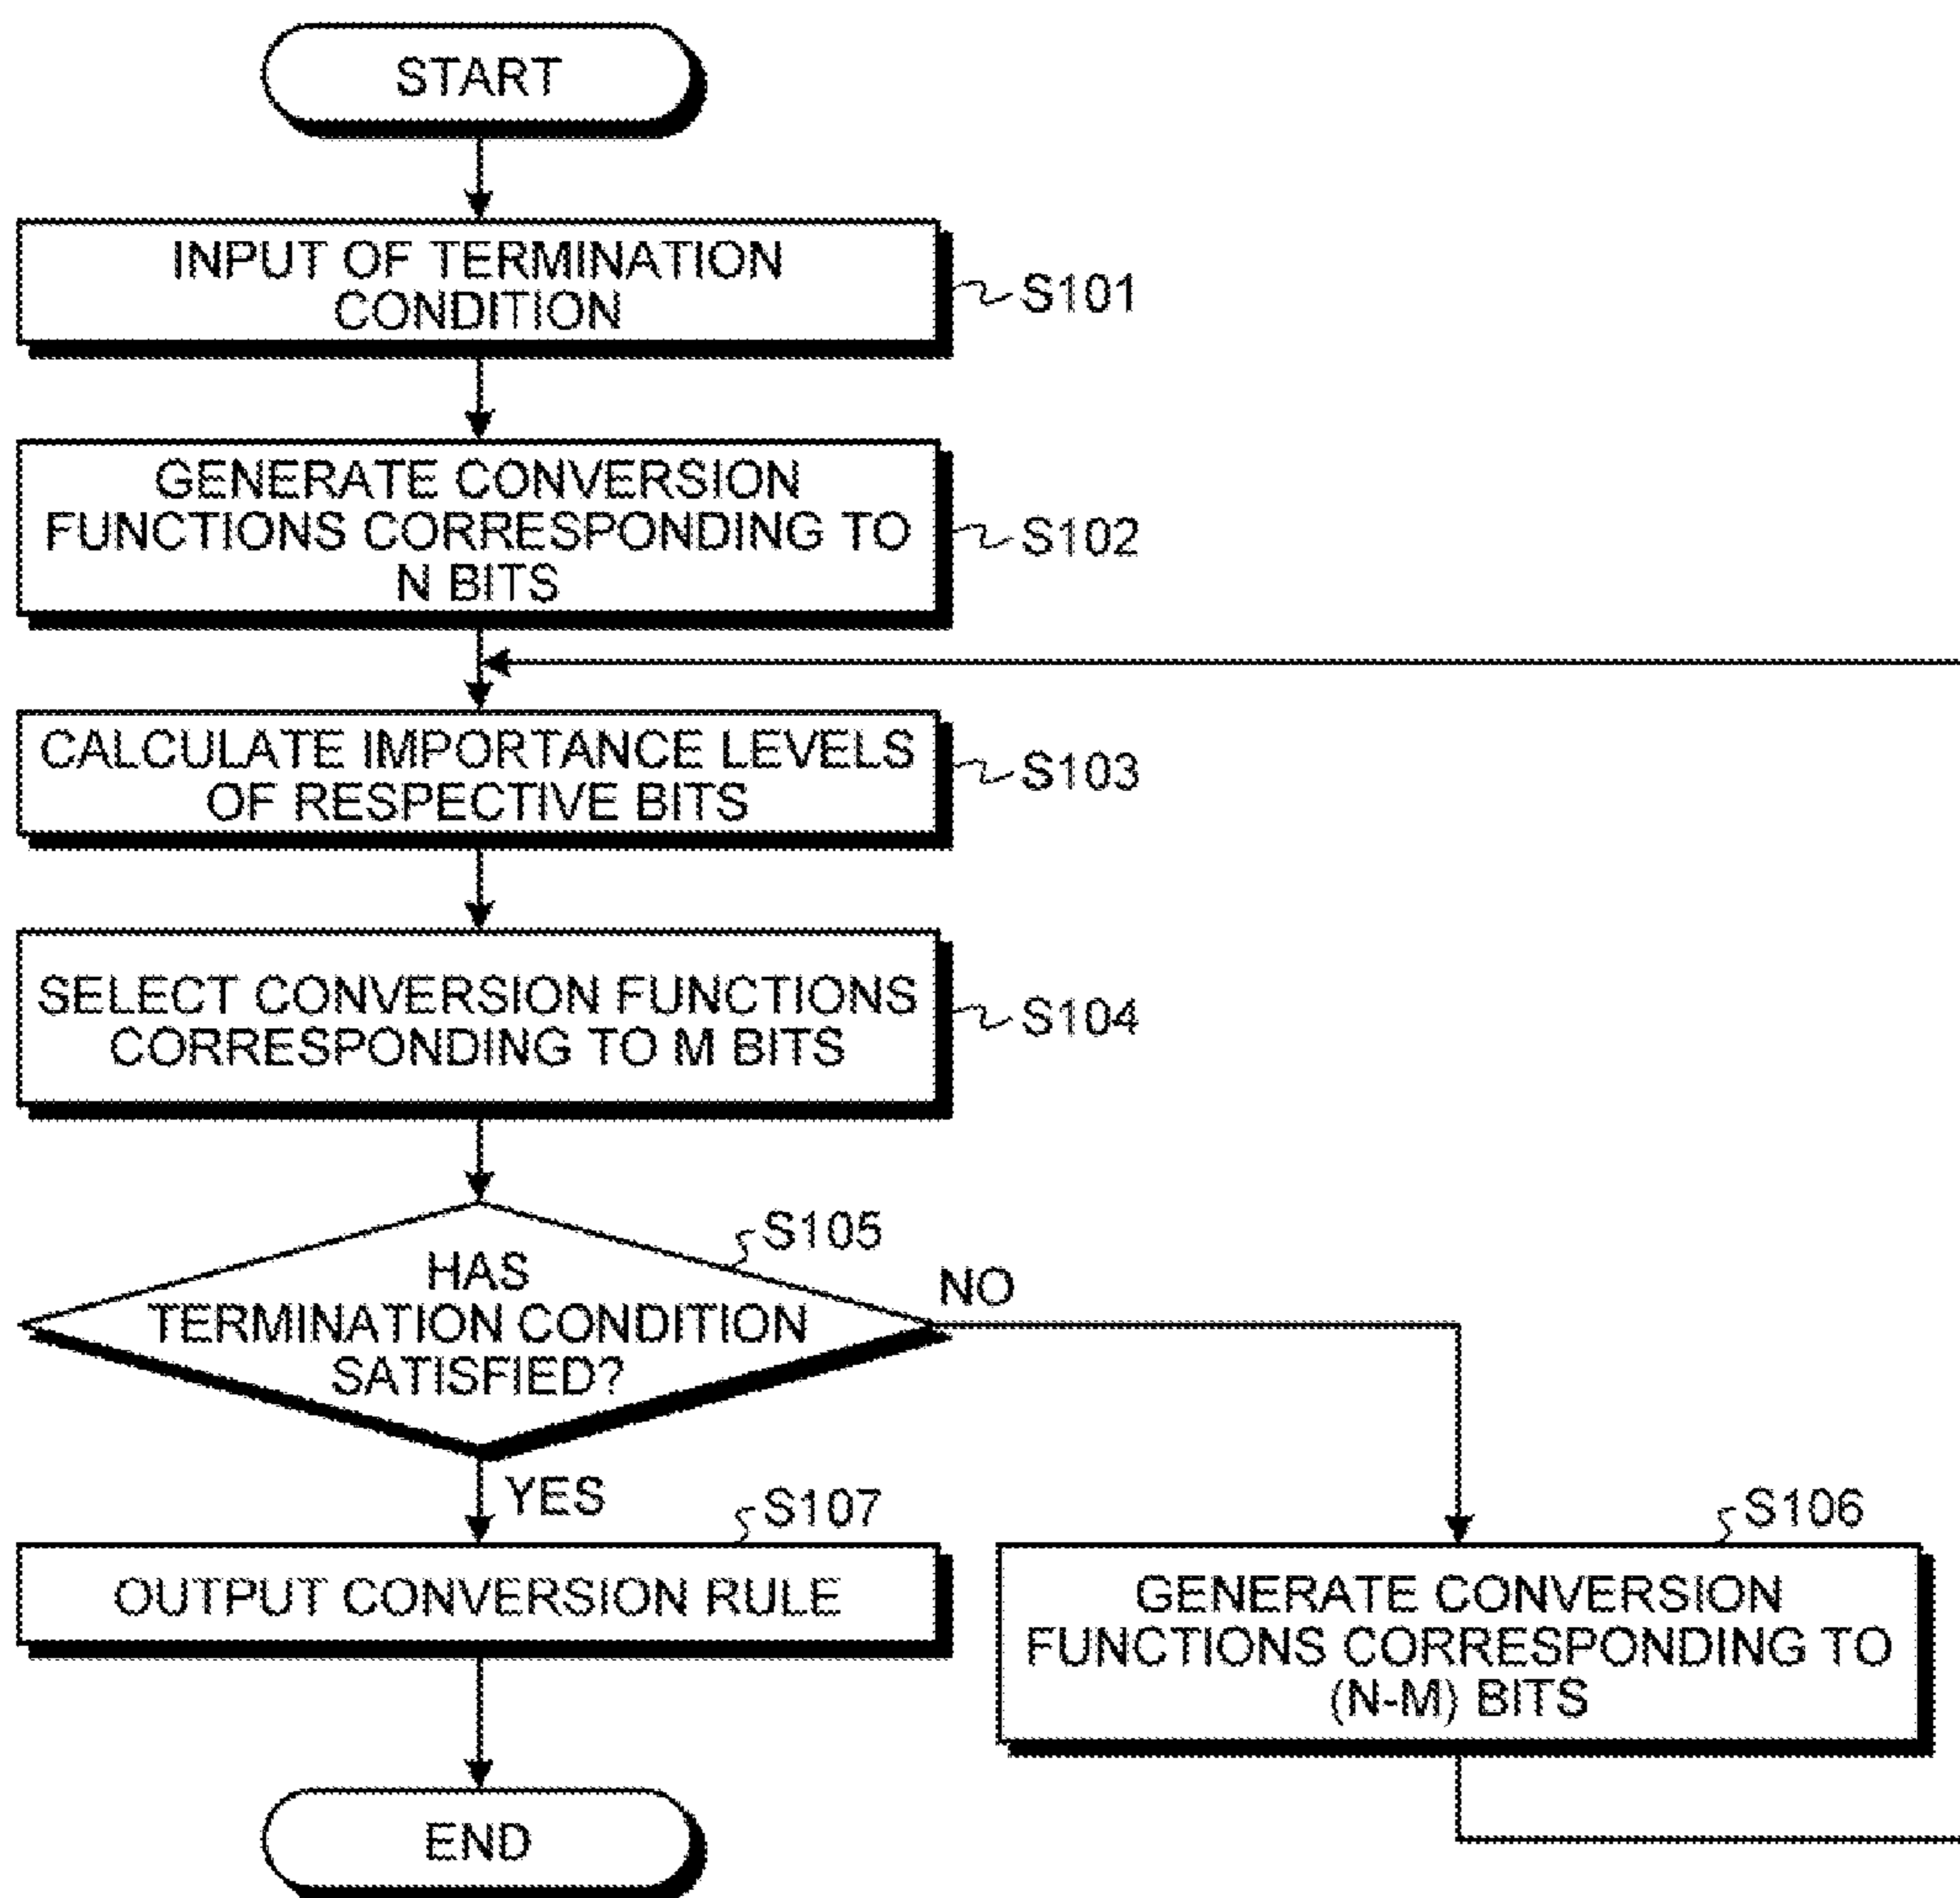 START
INPUT OF TERMINATION
CONDITION
S101
GENERATE CONVERSION
FUNCTIONS CORRESPONDING TO
N BITS
S102
CALCULATE IMPORTANCE LEVELS
OF RESPECTIVE BITS
S103
SELECT CONVERSION FUNCTIONS
CORRESPONDING TO M BITS
S104
S105
HAS
TERMINATION CONDITION
SATISFIED?
NO
YES
S107
OUTPUT CONVERSION RULE
S106
GENERATE CONVERSION
FUNCTIONS CORRESPONDING TO
(N-M) BITS
END